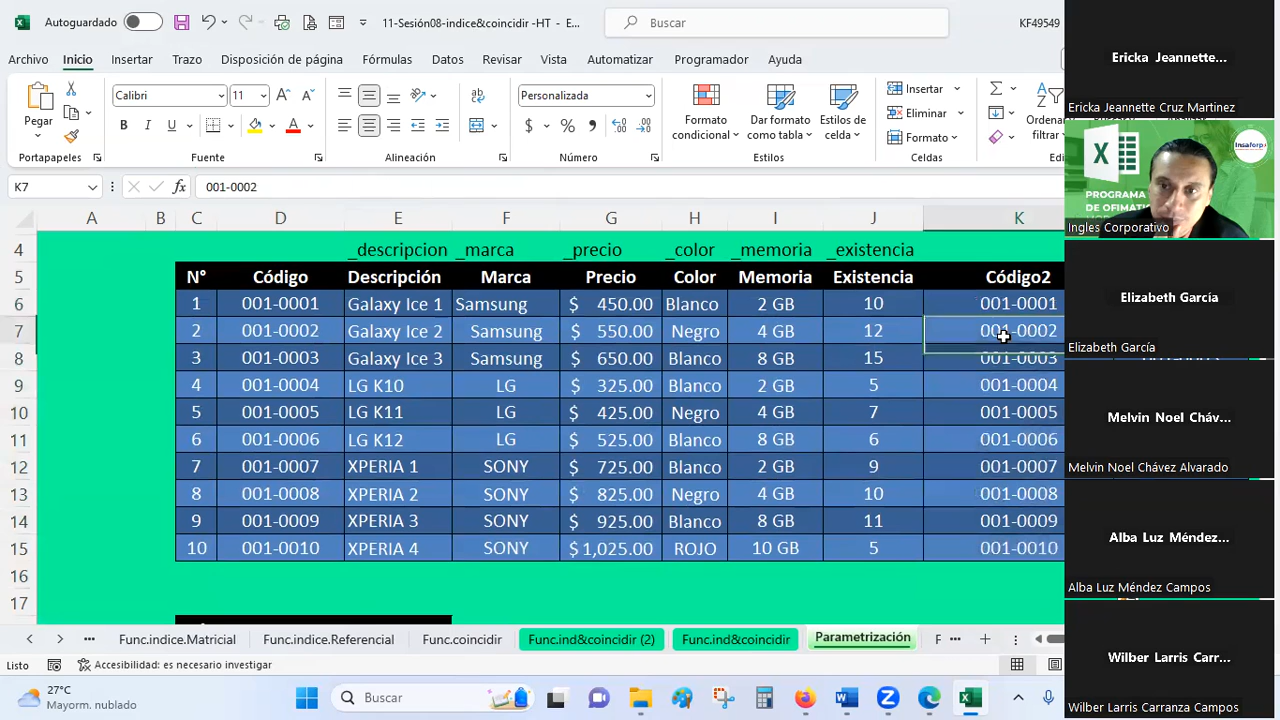 Autoguardado
11-Sesión08-indice&coincidir -HT - E...
Buscar
KF49549
Archivo
Inicio
Insertar
Trazo
Disposición de página
Fórmulas
Datos
Revisar
Vista
Automatizar
Programador
Ayuda
Pegar
Calibri
11
Personalizada
Formato condicional
Dar formato como tabla
Estilos de celda
Insertar
Eliminar
Formato
Ordenar
filtrar
Portapapeles
Fuente
Alineación
Número
Estilos
Celdas
K7
001-0002
A B C D E F G H I J K
4 _descripcion _marca _precio _color _memoria _existencia
5 N° Código Descripción Marca Precio Color Memoria Existencia Código2
6 1 001-0001 Galaxy Ice 1 Samsung $ 450.00 Blanco 2 GB 10 001-0001
7 2 001-0002 Galaxy Ice 2 Samsung $ 550.00 Negro 4 GB 12 001-0002
8 3 001-0003 Galaxy Ice 3 Samsung $ 650.00 Blanco 8 GB 15 001-0003
9 4 001-0004 LG K10 LG $ 325.00 Blanco 2 GB 5 001-0004
10 5 001-0005 LG K11 LG $ 425.00 Negro 4 GB 7 001-0005
11 6 001-0006 LG K12 LG $ 525.00 Blanco 8 GB 6 001-0006
12 7 001-0007 XPERIA 1 SONY $ 725.00 Blanco 2 GB 9 001-0007
13 8 001-0008 XPERIA 2 SONY $ 825.00 Negro 4 GB 10 001-0008
14 9 001-0009 XPERIA 3 SONY $ 925.00 Blanco 8 GB 11 001-0009
15 10 001-0010 XPERIA 4 SONY $ 1,025.00 ROJO 10 GB 5 001-0010
16
17
Func.indice.Matricial
Func.indice.Referencial
Func.coincidir
Func.ind&coincidir (2)
Func.ind&coincidir
Parametrización
Listo
Accesibilidad: es necesario investigar
27°C
Mayorm. nublado
Buscar
Ericka Jeannette...
Ericka Jeannette Cruz Martinez
Insaforp
PROGRAMA
DE OFIMATI
Ingles Corporativo
Elizabeth García
Elizabeth García
Melvin Noel Cháv...
Melvin Noel Chávez Alvarado
Alba Luz Méndez...
Alba Luz Méndez Campos
Wilber Larris Carr...
Wilber Larris Carranza Campos